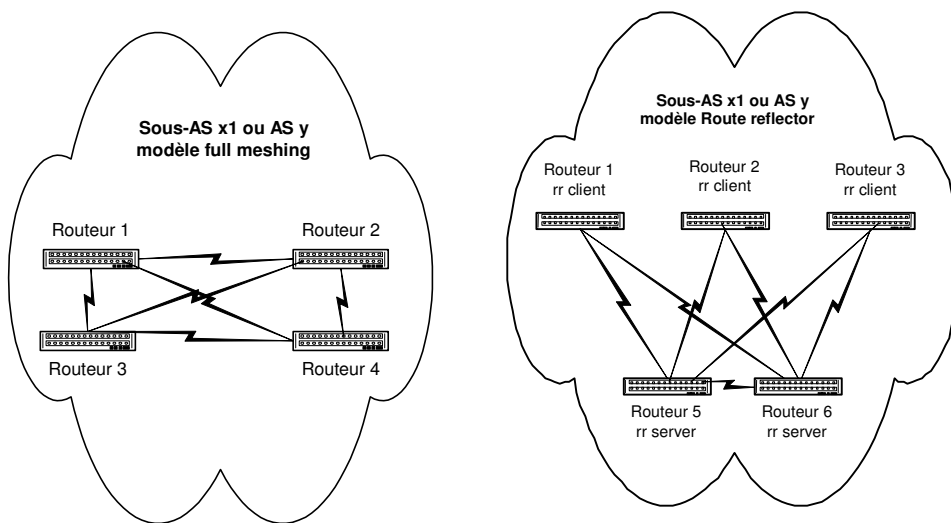 Sous-AS x1 ou AS y
modèle full meshing
Routeur 1
Routeur 2
Routeur 3
Routeur 4
Sous-AS x1 ou AS y
modèle Route reflector
Routeur 1
rr client
Routeur 2
rr client
Routeur 3
rr client
Routeur 5
rr server
Routeur 6
rr server